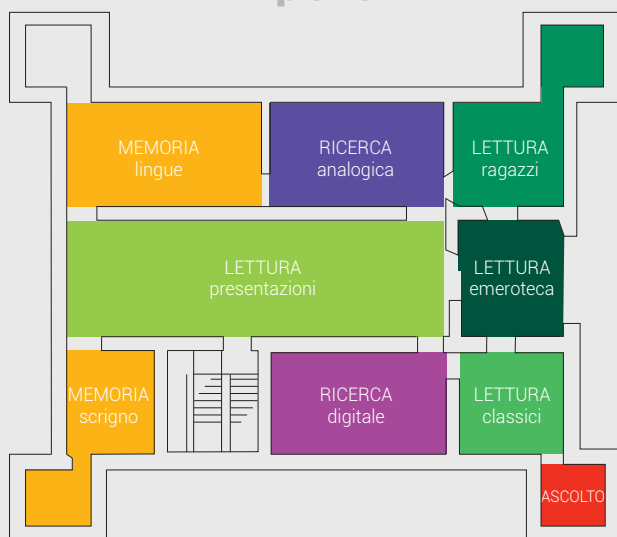 MEMORIA
lingue
RICERCA
analogica
LETTURA
ragazzi
LETTURA
presentazioni
LETTURA
emeroteca
MEMORIA
scrigno
RICERCA
digitale
LETTURA
classici
ASCOLTO